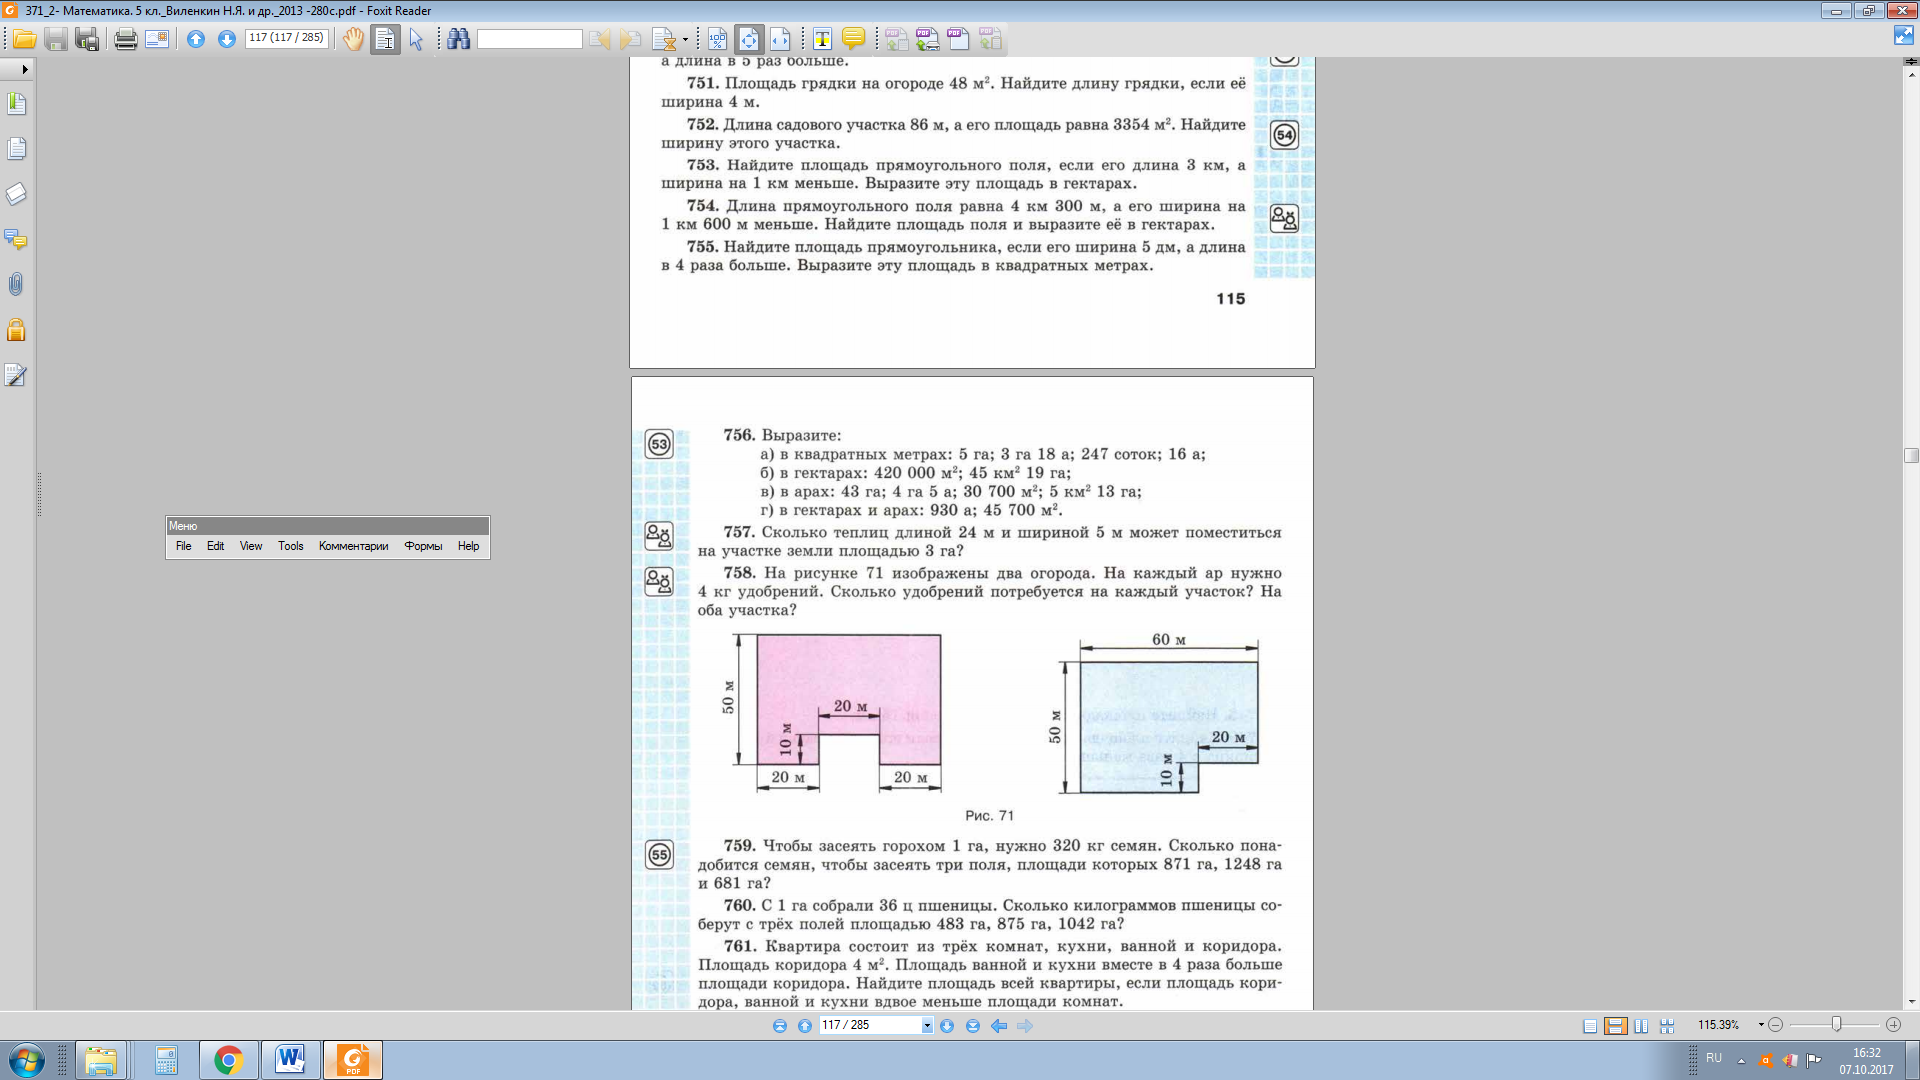 371_2- Математика. 5 кл._Виленкин Н.Я. и др._2013 -280с.pdf - Foxit Reader
117 (117 / 285)
а длина в 5 раз больше.
751. Площадь грядки на огороде 48 м². Найдите длину грядки, если её
ширина 4 м.
752. Длина садового участка 86 м, а его площадь равна 3354 м². Найдите
ширину этого участка.
54
753. Найдите площадь прямоугольного поля, если его длина 3 км, а
ширина на 1 км меньше. Выразите эту площадь в гектарах.
754. Длина прямоугольного поля равна 4 км 300 м, а его ширина на
1 км 600 м меньше. Найдите площадь поля и выразите её в гектарах.
755. Найдите площадь прямоугольника, если его ширина 5 дм, а длина
в 4 раза больше. Выразите эту площадь в квадратных метрах.
115
53
756. Выразите:
а) в квадратных метрах: 5 га; 3 га 18 а; 247 соток; 16 а;
б) в гектарах: 420 000 м²; 45 км² 19 га;
в) в арах: 43 га; 4 га 5 а; 30 700 м²; 5 км² 13 га;
г) в гектарах и арах: 930 а; 45 700 м².
Меню
File Edit View Tools Комментарии Формы Help
757. Сколько теплиц длиной 24 м и шириной 5 м может поместиться
на участке земли площадью 3 га?
758. На рисунке 71 изображены два огорода. На каждый ар нужно
4 кг удобрений. Сколько удобрений потребуется на каждый участок? На
оба участка?
50 м
20 м
10 м
20 м
20 м
60 м
50 м
20 м
10 м
Рис. 71
55
759. Чтобы засеять горохом 1 га, нужно 320 кг семян. Сколько пона-
добится семян, чтобы засеять три поля, площади которых 871 га, 1248 га
и 681 га?
760. С 1 га собрали 36 ц пшеницы. Сколько килограммов пшеницы со-
берут с трёх полей площадью 483 га, 875 га, 1042 га?
761. Квартира состоит из трёх комнат, кухни, ванной и коридора.
Площадь коридора 4 м². Площадь ванной и кухни вместе в 4 раза больше
площади коридора. Найдите площадь всей квартиры, если площадь кори-
дора, ванной и кухни вдвое меньше площади комнат.
117 / 285
115.39%
RU
16:32
07.10.2017